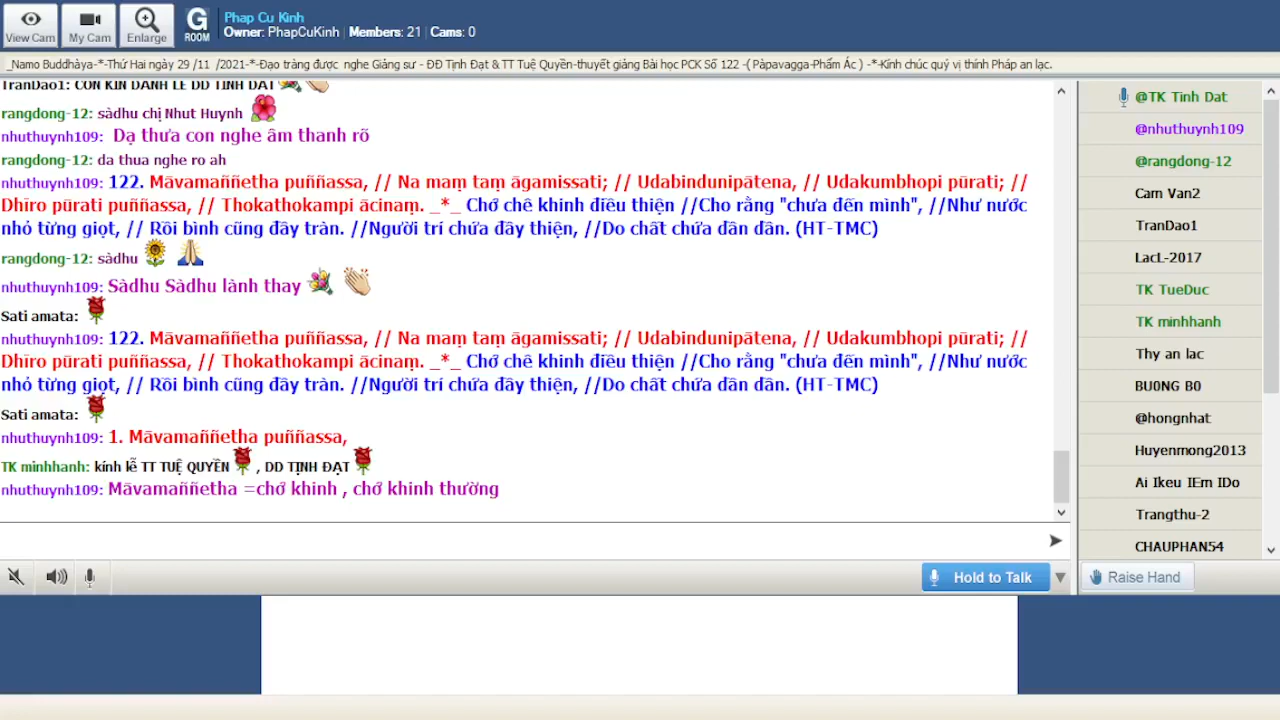 View Cam
My Cam
Enlarge
G
ROOM
Phap Cu Kinh
Owner: PhapCuKinh | Members: 21 | Cams: 0
_Namo Buddhàya-*-Thứ Hai ngày 29 /11 /2021-*-Đạo tràng được nghe Giảng sư - ĐĐ Tịnh Đạt & TT Tuệ Quyền-thuyết giảng Bài học PCK Số 122 -( Pàpavagga-Phẩm Ác ) -*-Kính chúc quý vị thính Pháp an lạc.
TranDao1: CON KIN DANH LE DD TINH DAT
rangdong-12: sàdhu chị Nhut Huynh
nhuthuynh109: Dạ thưa con nghe âm thanh rõ
rangdong-12: da thua nghe ro ah
nhuthuynh109: 122. Māvamaññetha puññassa, // Na maṃ taṃ āgamissati; // Udabindunipātena, // Udakumbhopi pūrati; //
Dhīro pūrati puññassa, // Thokathokampi ācinaṃ. _*_ Chớ chê khinh điều thiện //Cho rằng "chưa đến mình", //Như nước
nhỏ từng giọt, // Rồi bình cũng đầy tràn. //Người trí chứa đầy thiện, //Do chất chứa dần dần. (HT-TMC)
rangdong-12: sàdhu
nhuthuynh109: Sàdhu Sàdhu lành thay
Sati amata:
nhuthuynh109: 122. Māvamaññetha puññassa, // Na maṃ taṃ āgamissati; // Udabindunipātena, // Udakumbhopi pūrati; //
Dhīro pūrati puññassa, // Thokathokampi ācinaṃ. _*_ Chớ chê khinh điều thiện //Cho rằng "chưa đến mình", //Như nước
nhỏ từng giọt, // Rồi bình cũng đầy tràn. //Người trí chứa đầy thiện, //Do chất chứa dần dần. (HT-TMC)
Sati amata:
nhuthuynh109: 1. Māvamaññetha puññassa,
TK minhhanh: kính lễ TT TUỆ QUYỀN , DD TỊNH ĐẠT
nhuthuynh109: Māvamaññetha =chớ khinh , chớ khinh thường
@TK Tinh Dat
@nhuthuynh109
@rangdong-12
Cam Van2
TranDao1
LacL-2017
TK TueDuc
TK minhhanh
Thy an lac
BU0NG B0
@hongnhat
Huyenmong2013
Ai Ikeu IEm IDo
Trangthu-2
CHAUPHAN54
Hold to Talk
Raise Hand